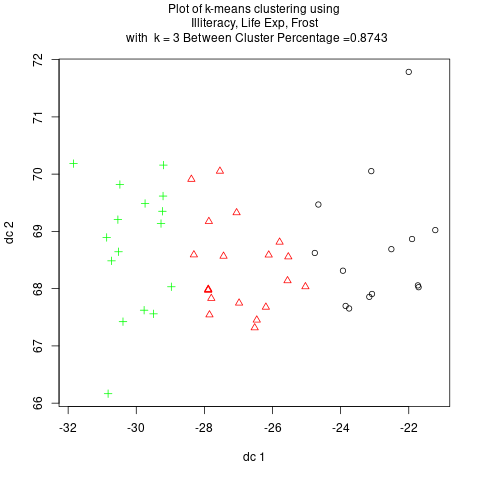 Plot of k-means clustering using
Illiteracy, Life Exp, Frost
with k = 3 Between Cluster Percentage =0.8743
72
71
70
69
68
67
66
dc 2
-32
-30
-28
-26
-24
-22
dc 1